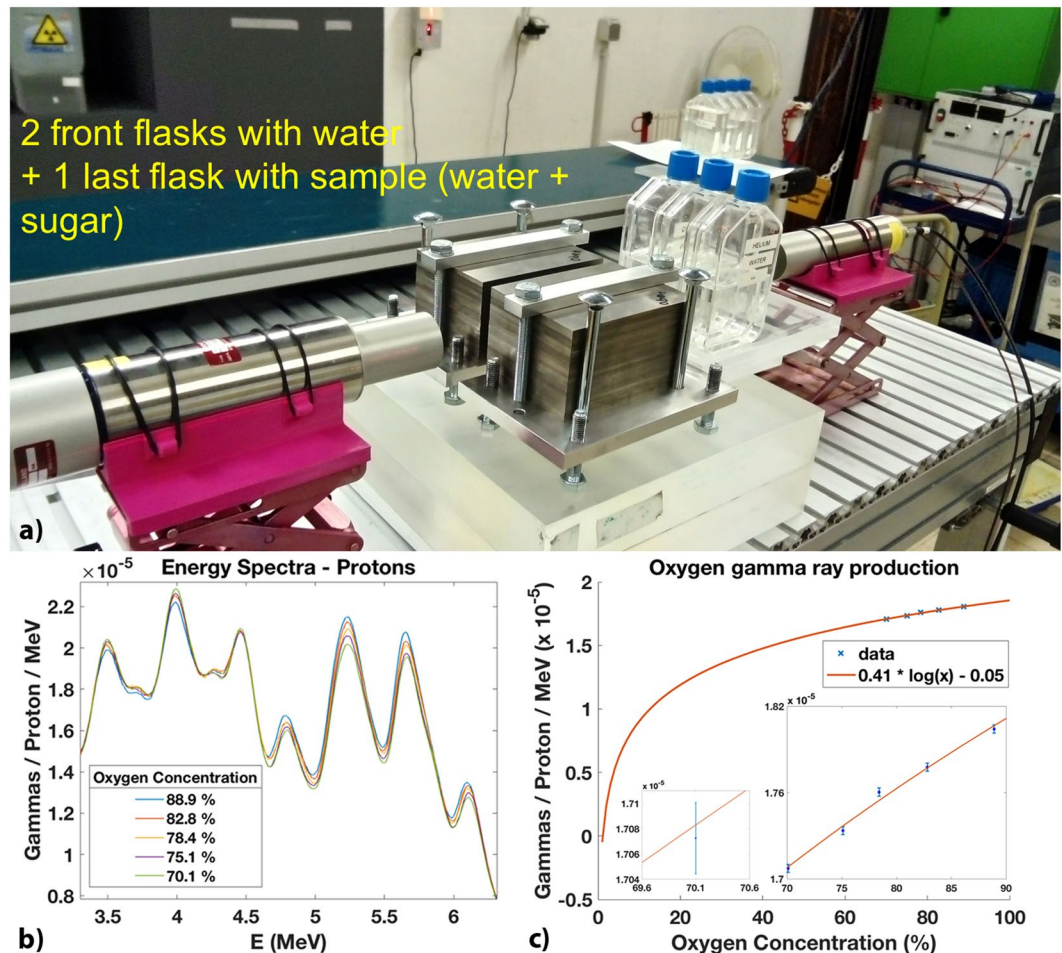 2 front flasks with water
+ 1 last flask with sample (water +
sugar)
HELIUM
WATER
a)
× 10⁻⁵
Energy Spectra - Protons
Gammas / Proton / MeV
2.2
2
1.8
1.6
1.4
1.2
1
0.8
Oxygen Concentration
88.9 %
82.8 %
78.4 %
75.1 %
70.1 %
3.5 4 4.5 5 5.5 6
E (MeV)
b)
Oxygen gamma ray production
Gammas / Proton / MeV (x 10⁻⁵)
2
1.5
1
0.5
0
-0.5
data
0.41 * log(x) - 0.05
x 10⁻⁵
1.82
1.76
1.7
70 75 80 85 90
x 10⁻⁵
1.71
1.708
1.706
1.704
69.6 70.1 70.6
0 20 40 60 80 100
Oxygen Concentration (%)
c)